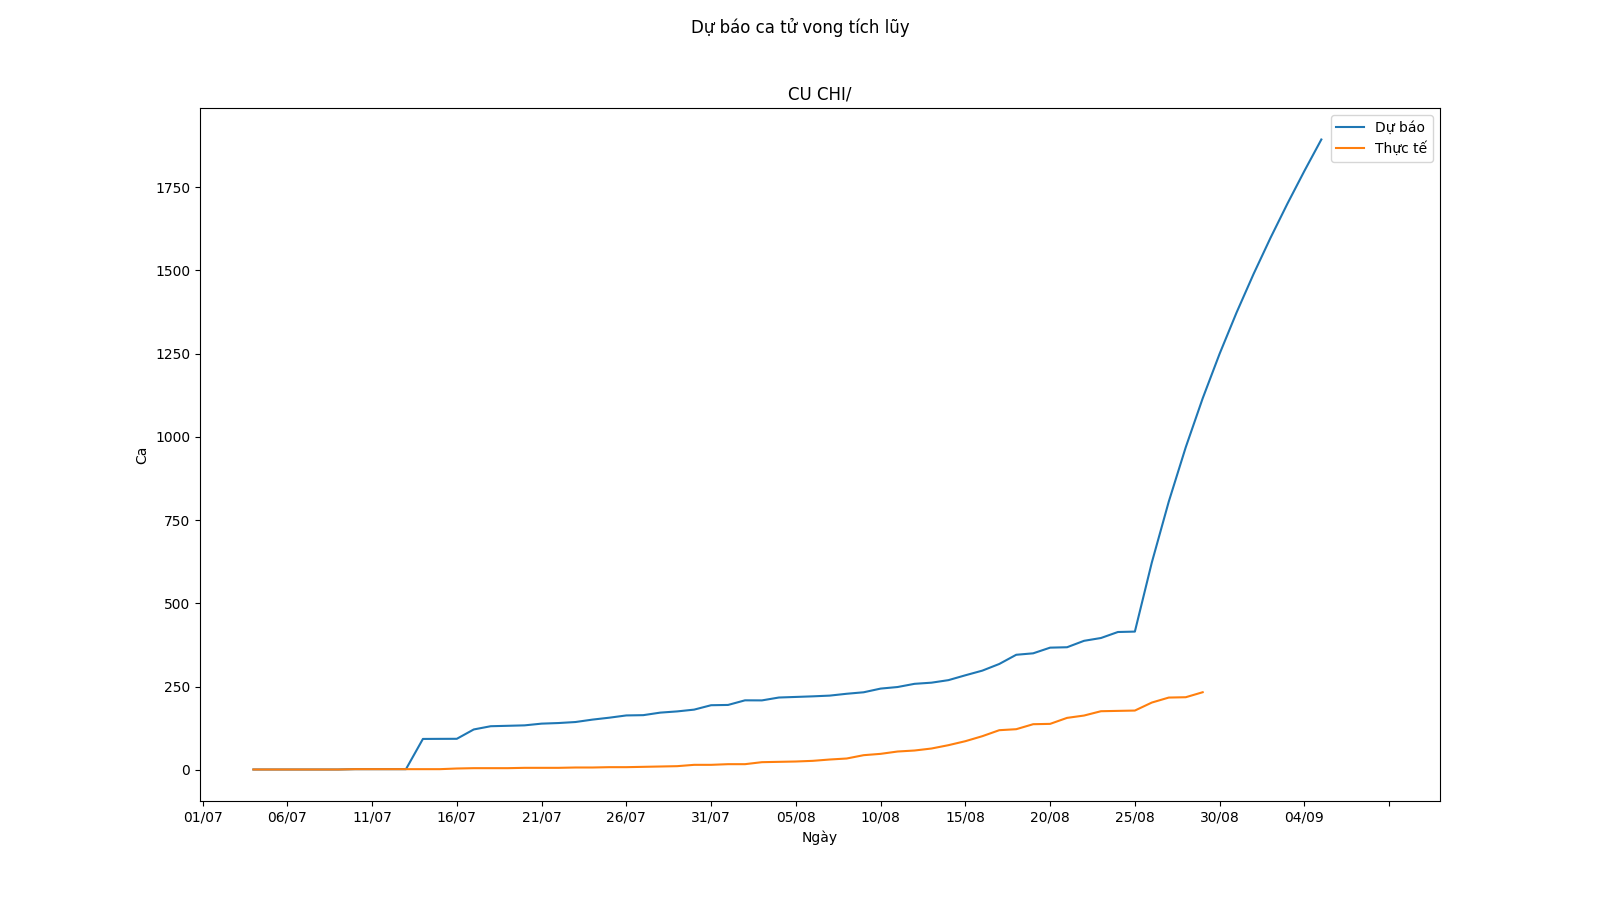 Dự báo ca tử vong tích lũy
CU CHI/
Dự báo
Thực tế
1750
1500
1250
1000
750
500
250
0
Ca
01/07 06/07 11/07 16/07 21/07 26/07 31/07 05/08 10/08 15/08 20/08 25/08 30/08 04/09
Ngày